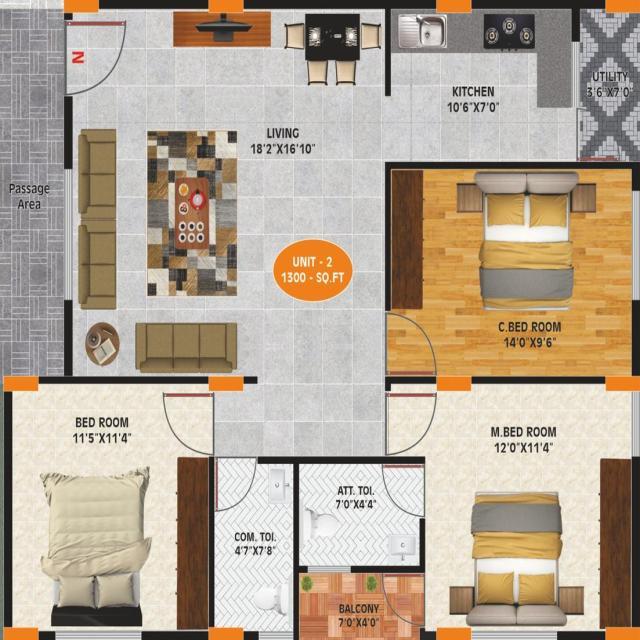 N
LIVING
18'2"X16'10"
KITCHEN
10'6"X7'0"
UTILITY
3'6"X7'0"
Passage
Area
UNIT - 2
1300 - SQ.FT
C.BED ROOM
14'0"X9'6"
BED ROOM
11'5"X11'4"
M.BED ROOM
12'0"X11'4"
ATT. TOI.
7'0"X4'4"
COM. TOI.
4'7"X7'8"
BALCONY
7'0"X4'0"